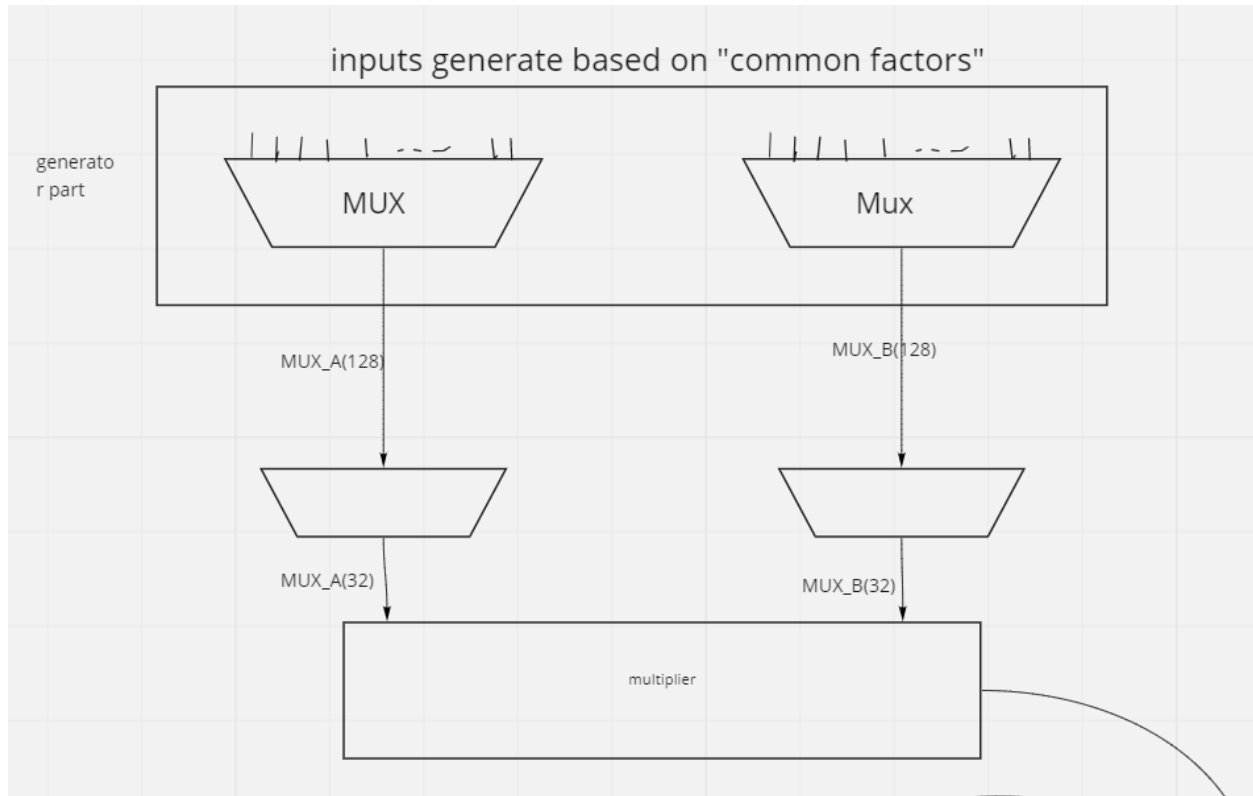 inputs generate based on "common factors"
generato
r part
MUX
Mux
MUX_A(128)
MUX_B(128)
MUX_A(32)
MUX_B(32)
multiplier